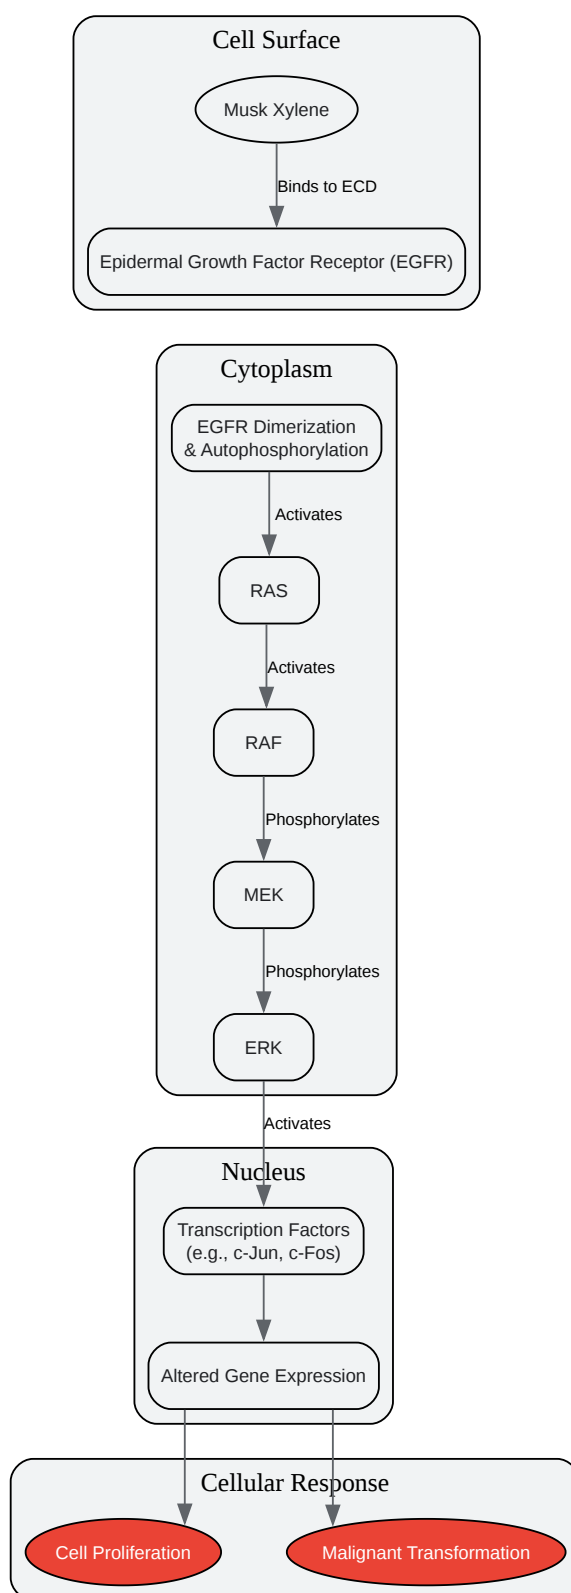 Cell Surface
Musk Xylene
Binds to ECD
Epidermal Growth Factor Receptor (EGFR)
Cytoplasm
EGFR Dimerization
& Autophosphorylation
Activates
RAS
Activates
RAF
Phosphorylates
MEK
Phosphorylates
ERK
Activates
Nucleus
Transcription Factors
(e.g., c-Jun, c-Fos)
Altered Gene Expression
Cellular Response
Cell Proliferation
Malignant Transformation